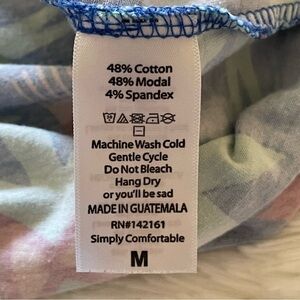 48% Cotton
48% Modal
4% Spandex
Machine Wash Cold
Gentle Cycle
Do Not Bleach
Hang Dry
or you'll be sad
MADE IN GUATEMALA
RN#142161
Simply Comfortable
M